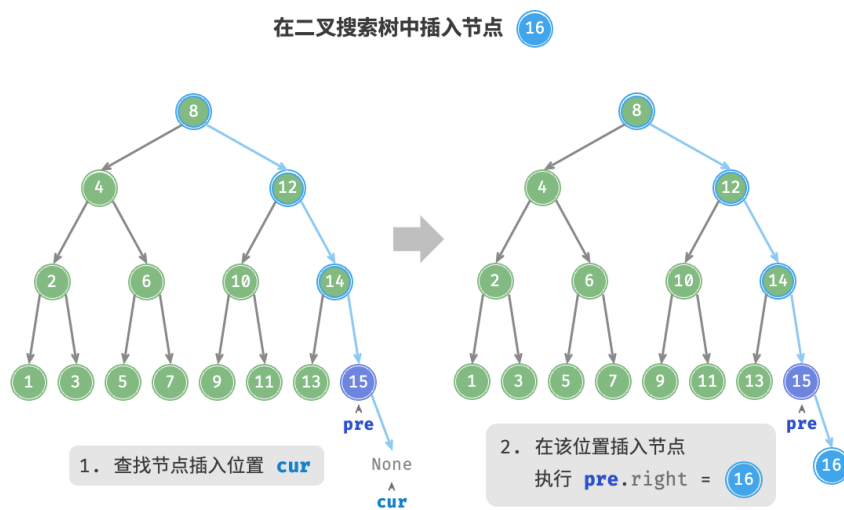 在二叉搜索树中插入节点 16
8
8
4 12
4 12
2 6 10 14
2 6 10 14
1 3 5 7 9 11 13 15
1 3 5 7 9 11 13 15
pre
pre
None
cur
16
1. 查找节点插入位置 cur
2. 在该位置插入节点
执行 pre.right = 16